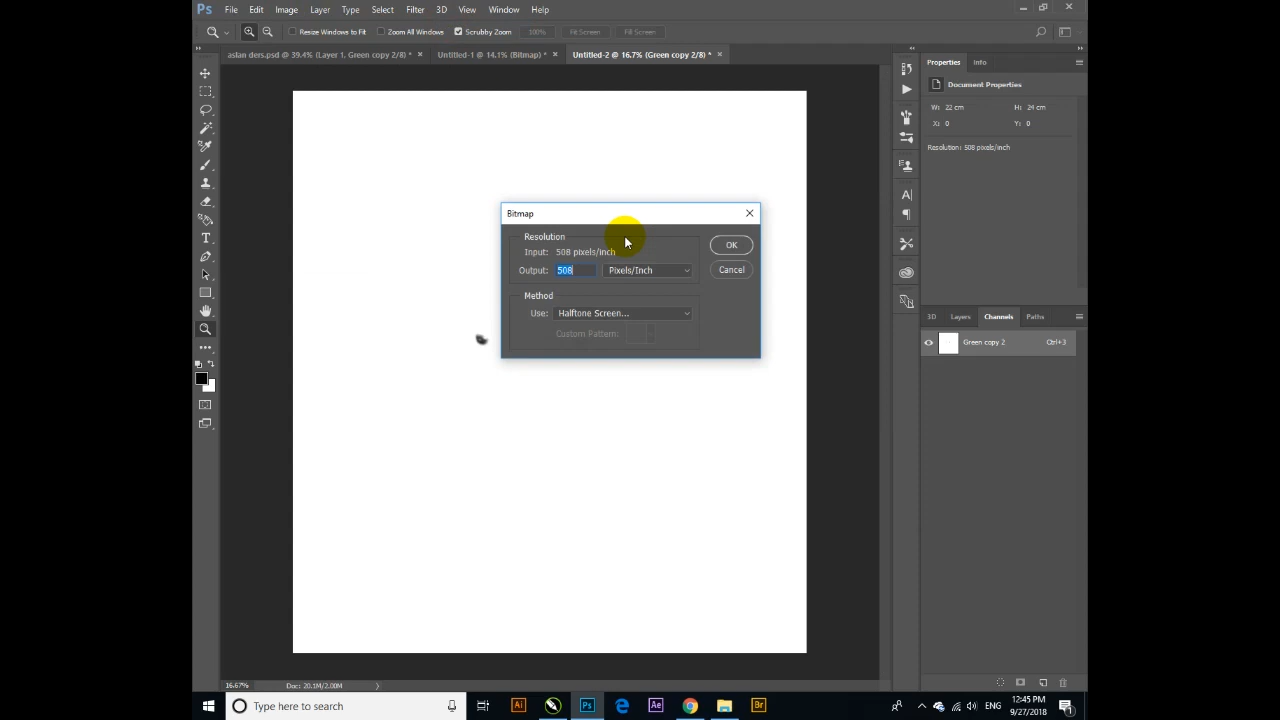 Ps File Edit Image Layer Type Select Filter 3D View Window Help
Resize Windows to Fit Zoom All Windows Scrubby Zoom 100% Fit Screen Fill Screen
aslan ders.psd @ 39.4% (Layer 1, Green copy 2/8) * Untitled-1 @ 14.1% (Bitmap) * Untitled-2 @ 16.7% (Green copy 2/8) *
Properties Info
Document Properties
W: 22 cm H: 24 cm
X: 0 Y: 0
Resolution: 508 pixels/inch
Bitmap
Resolution
Input: 508 pixels/inch
Output: 508 Pixels/Inch
OK
Cancel
Method
Use: Halftone Screen...
Custom Pattern:
3D Layers Channels Paths
Green copy 2 Ctrl+3
16.67% Doc: 20.1M/2.00M
Type here to search
Ai Ps Ae Br
ENG
12:45 PM
9/27/2018
1